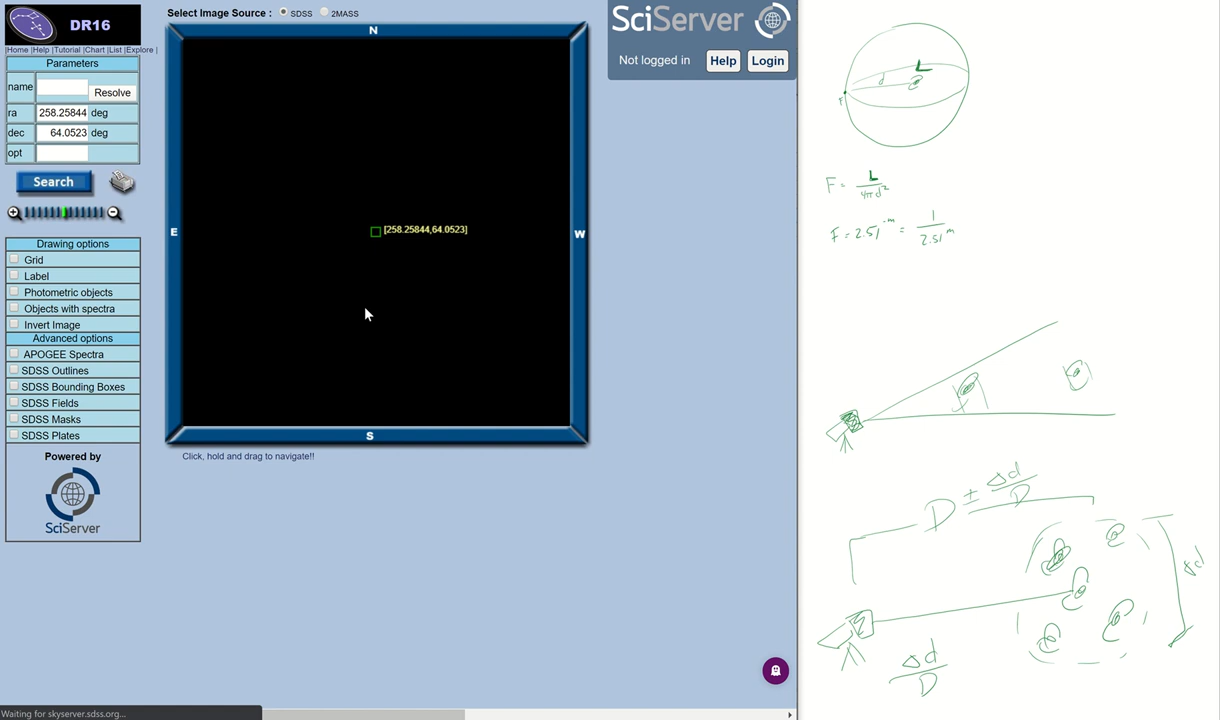 DR16
|Home |Help |Tutorial |Chart |List |Explore |
Parameters
name
Resolve
ra 258.25844 deg
dec 64.0523 deg
opt
Search
Drawing options
Grid
Label
Photometric objects
Objects with spectra
Invert Image
Advanced options
APOGEE Spectra
SDSS Outlines
SDSS Bounding Boxes
SDSS Fields
SDSS Masks
SDSS Plates
Powered by
SkyServer
Waiting for skyserver.sdss.org...
Select Image Source : SDSS 2MASS
N
E
[258.25844,64.0523]
W
S
Click, hold and drag to navigate!!
SciServer
Not logged in Help Login
L
d
F
F = L / 4πd²
F = 2.51^-m = 1 / 2.51^m
D ± Δd / D
Δd
Δd / D